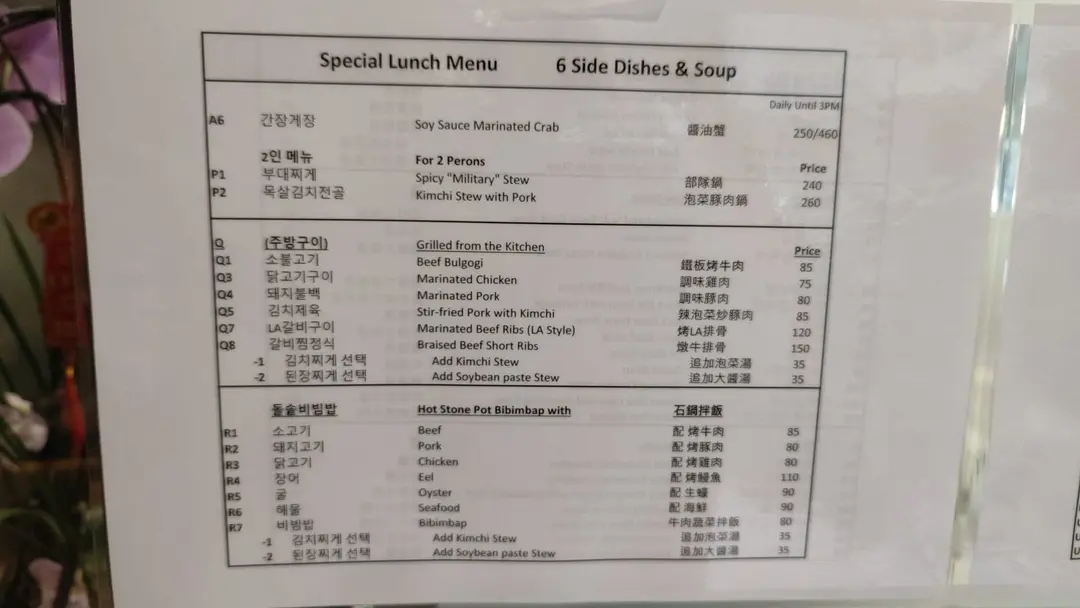 Special Lunch Menu 6 Side Dishes & Soup
Daily Until 3PM
A6 간장게장 Soy Sauce Marinated Crab 醬油蟹 250/460
2인 메뉴 For 2 Perons Price
P1 부대찌게 Spicy "Military" Stew 部隊鍋 240
P2 목살김치전골 Kimchi Stew with Pork 泡菜豚肉鍋 260
Q (주방구이) Grilled from the Kitchen Price
Q1 소불고기 Beef Bulgogi 鐵板烤牛肉 85
Q3 닭고기구이 Marinated Chicken 調味雞肉 75
Q4 돼지불백 Marinated Pork 調味豚肉 80
Q5 김치제육 Stir-fried Pork with Kimchi 辣泡菜炒豚肉 85
Q7 LA갈비구이 Marinated Beef Ribs (LA Style) 烤LA排骨 120
Q8 갈비찜정식 Braised Beef Short Ribs 燉牛排骨 150
-1 김치찌게 선택 Add Kimchi Stew 追加泡菜湯 35
-2 된장찌게 선택 Add Soybean paste Stew 追加大醬湯 35
돌솥비빔밥 Hot Stone Pot Bibimbap with 石鍋拌飯
R1 소고기 Beef 配 烤牛肉 85
R2 돼지고기 Pork 配 烤豚肉 80
R3 닭고기 Chicken 配 烤雞肉 80
R4 장어 Eel 配 烤鰻魚 110
R5 굴 Oyster 配 生蠔 90
R6 해물 Seafood 配 海鮮 90
R7 비빔밥 Bibimbap 牛肉蔬菜拌飯 80
-1 김치찌게 선택 Add Kimchi Stew 追加泡菜湯 35
-2 된장찌게 선택 Add Soybean paste Stew 追加大醬湯 35